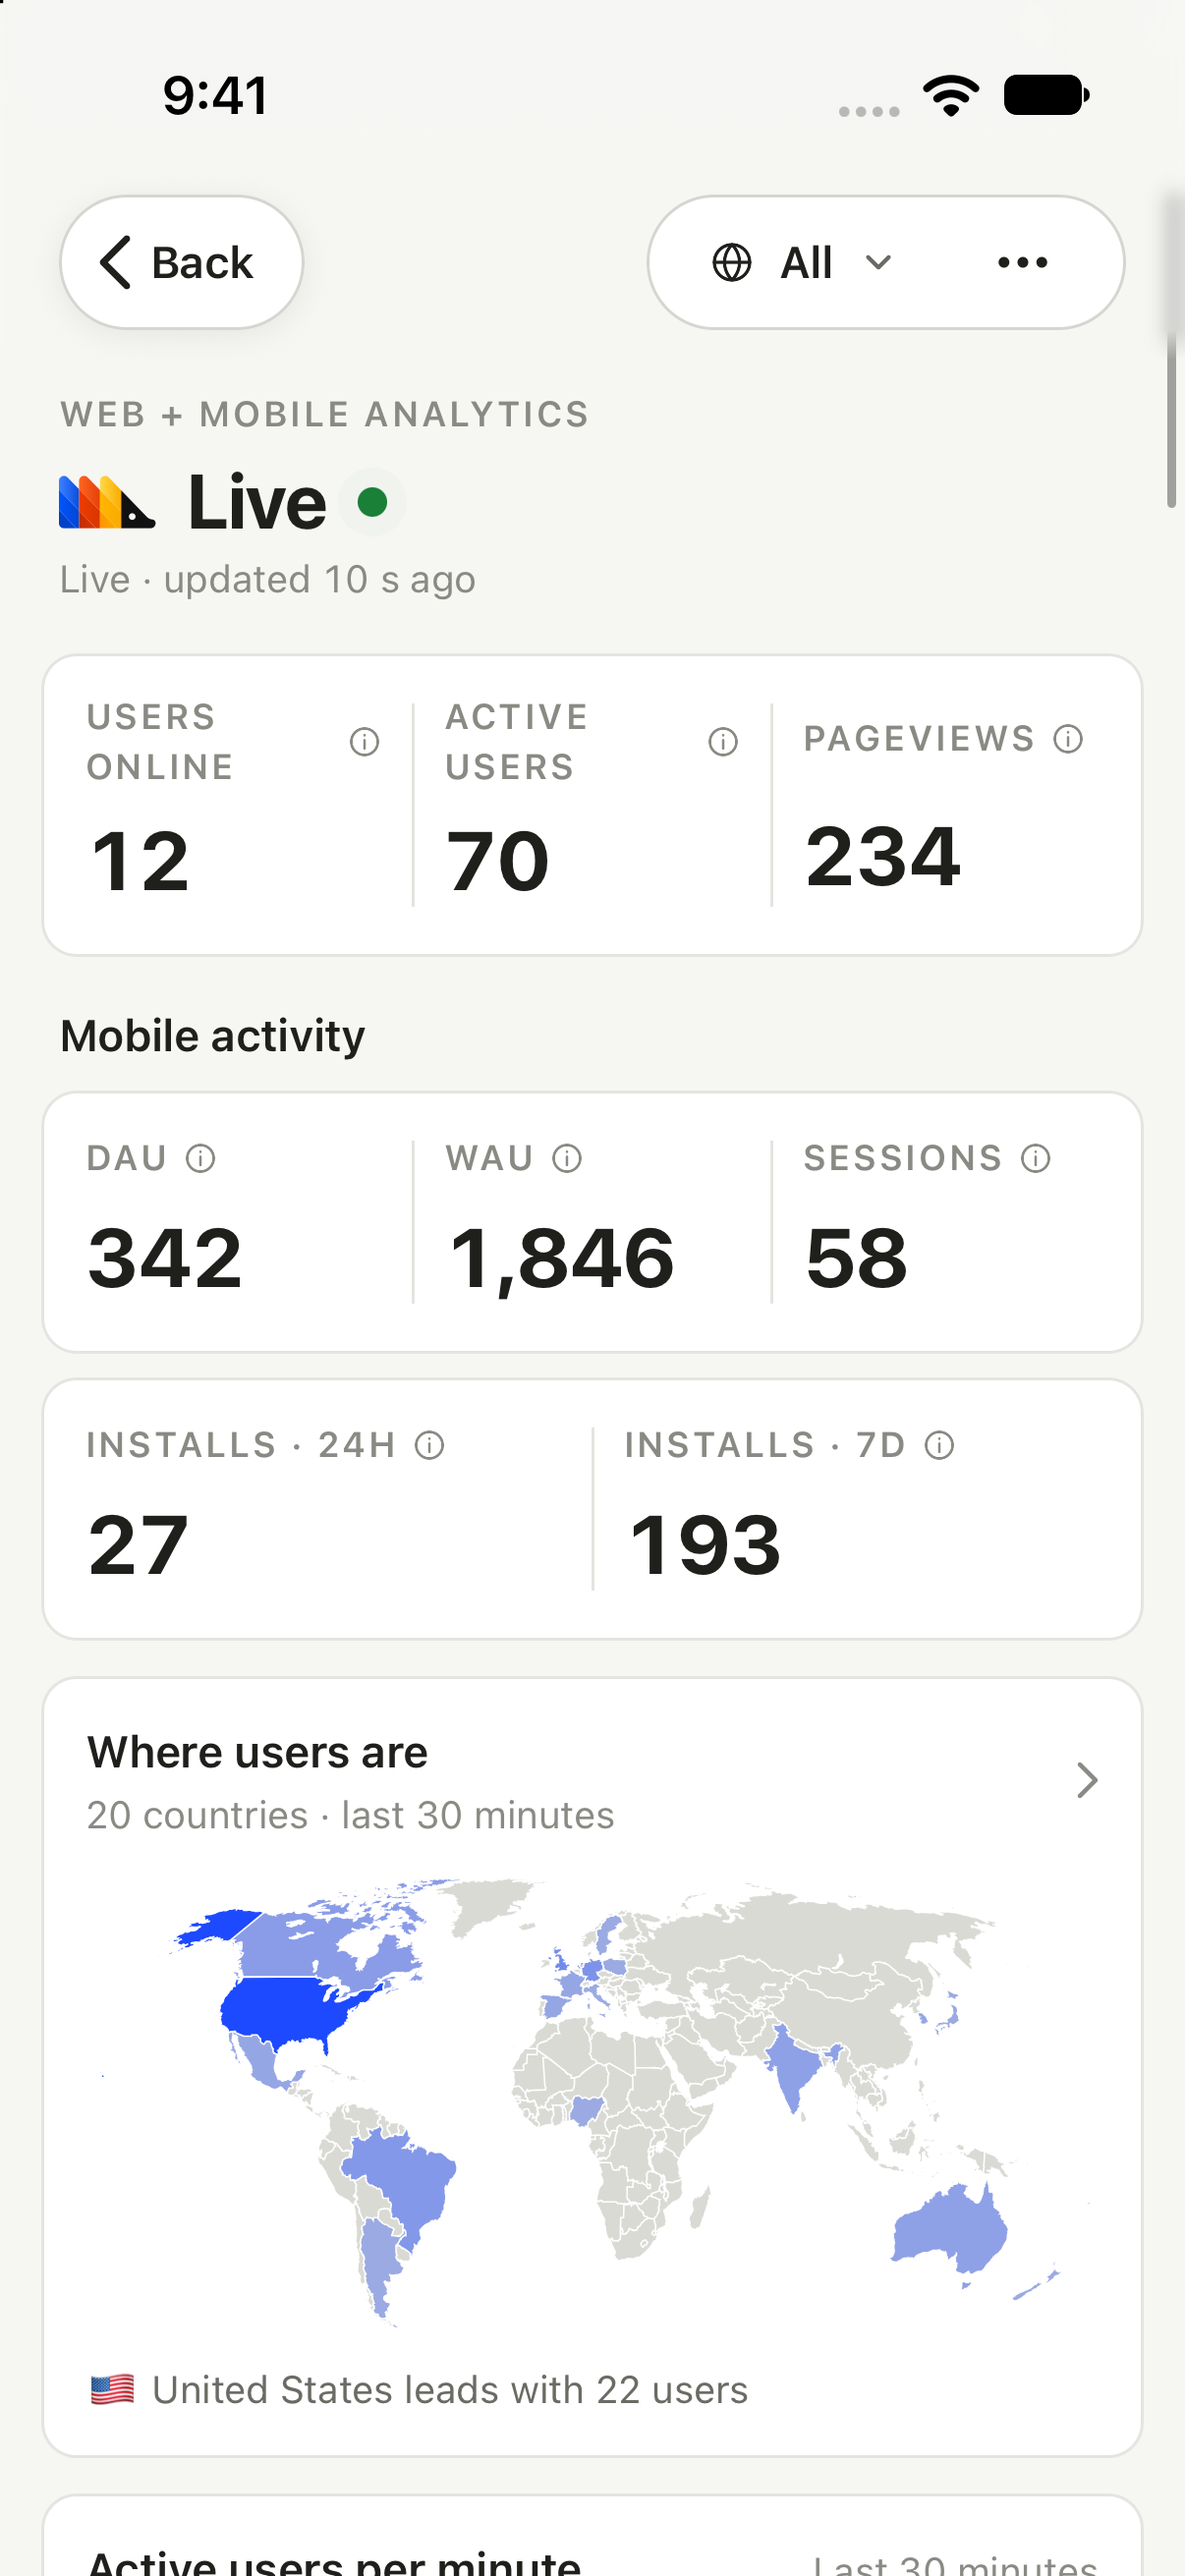 9:41
Back
All
WEB + MOBILE ANALYTICS
Live
Live · updated 10 s ago
USERS ONLINE
12
ACTIVE USERS
70
PAGEVIEWS
234
Mobile activity
DAU
342
WAU
1,846
SESSIONS
58
INSTALLS · 24H
27
INSTALLS · 7D
193
Where users are
20 countries · last 30 minutes
United States leads with 22 users
Active users per minute
Last 30 minutes